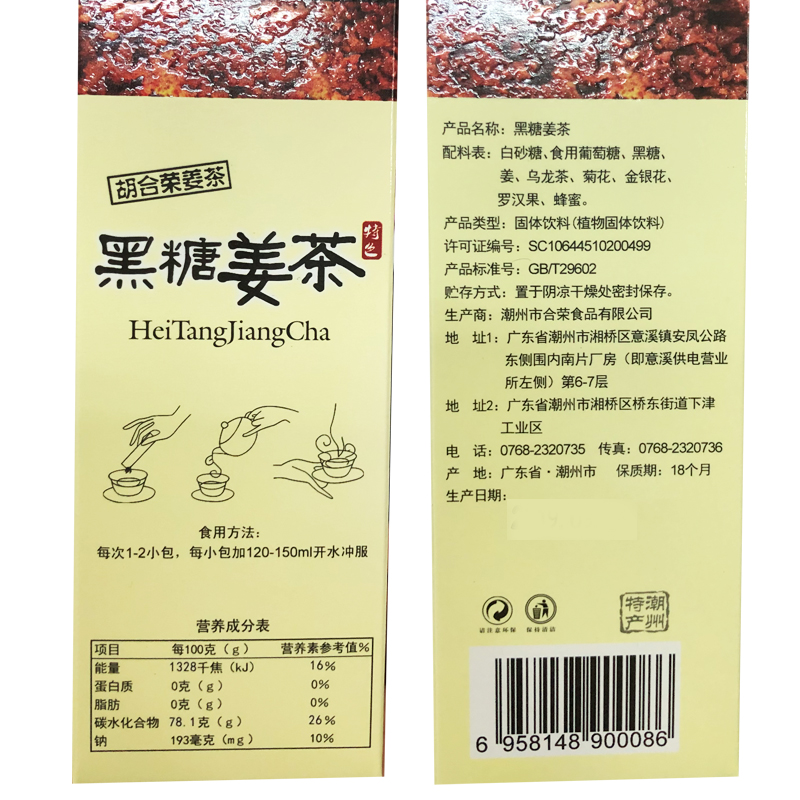 胡合荣姜茶
黑糖姜茶
特色
HeiTangJiangCha
食用方法：
每次1-2小包，每小包加120-150ml开水冲服
营养成分表
项目 每100克（g） 营养素参考值%
能量 1328千焦（kJ） 16%
蛋白质 0克（g） 0%
脂肪 0克（g） 0%
碳水化合物 78.1克（g） 26%
钠 193毫克（mg） 10%
产品名称：黑糖姜茶
配料表：白砂糖、食用葡萄糖、黑糖、
姜、乌龙茶、菊花、金银花、
罗汉果、蜂蜜。
产品类型：固体饮料（植物固体饮料）
许可证编号：SC10644510200499
产品标准号：GB/T29602
贮存方式：置于阴凉干燥处密封保存。
生产商：潮州市合荣食品有限公司
地 址1：广东省潮州市湘桥区意溪镇安凤公路
东侧围内南片厂房（即意溪供电营业
所左侧）第6-7层
地 址2：广东省潮州市湘桥区桥东街道下津
工业区
电 话：0768-2320735 传真：0768-2320736
产 地：广东省·潮州市 保质期：18个月
生产日期：
请注意环保 保持清洁
潮州特产
6 958148 900086